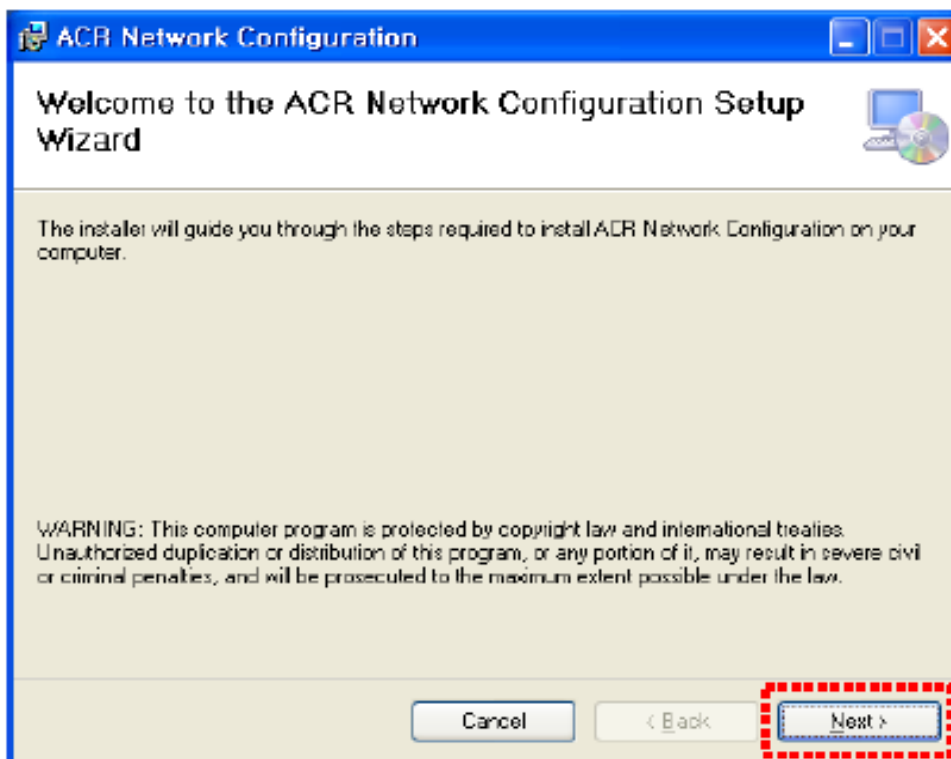 ACR Network Configuration
Welcome to the ACR Network Configuration Setup
Wizard
The installer will guide you through the steps required to install ACR Network Configuration on your
computer.
WARNING: This computer program is protected by copyright law and international treaties.
Unauthorized duplication or distribution of this program, or any portion of it, may result in severe civil
or criminal penalties, and will be prosecuted to the maximum extent possible under the law.
Cancel
< Back
Next >